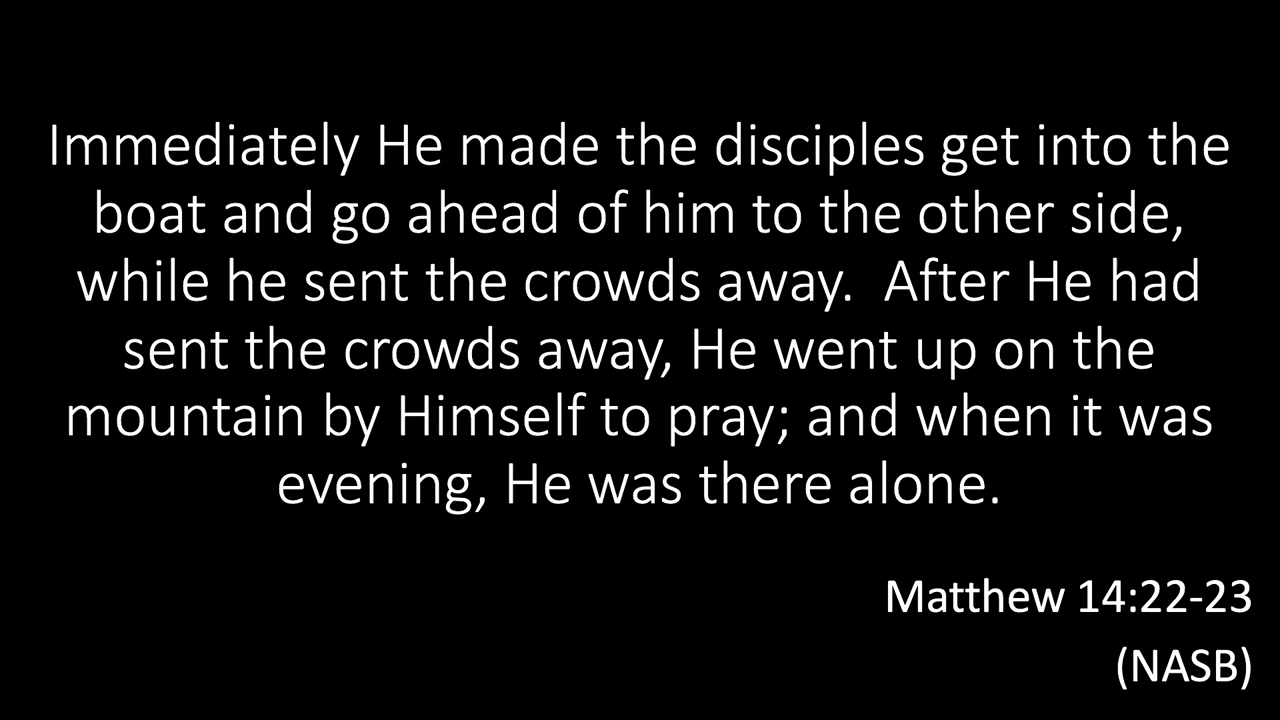 Immediately He made the disciples get into the
boat and go ahead of him to the other side,
while he sent the crowds away.  After He had
sent the crowds away, He went up on the
mountain by Himself to pray; and when it was
evening, He was there alone.
Matthew 14:22-23
(NASB)